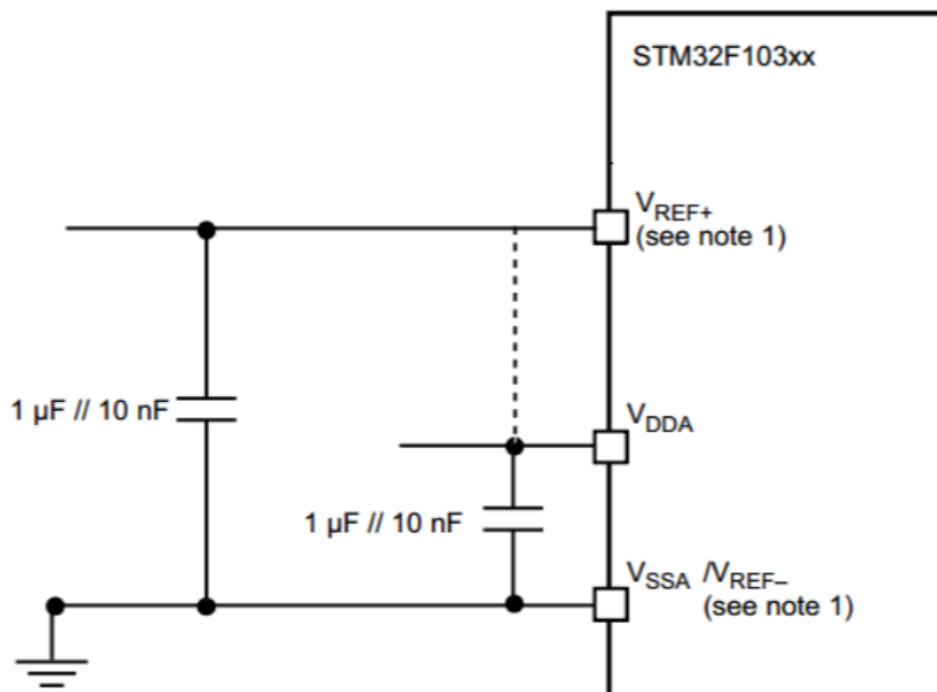 STM32F103xx
VREF+
(see note 1)
1 µF // 10 nF
VDDA
1 µF // 10 nF
VSSA /VREF–
(see note 1)